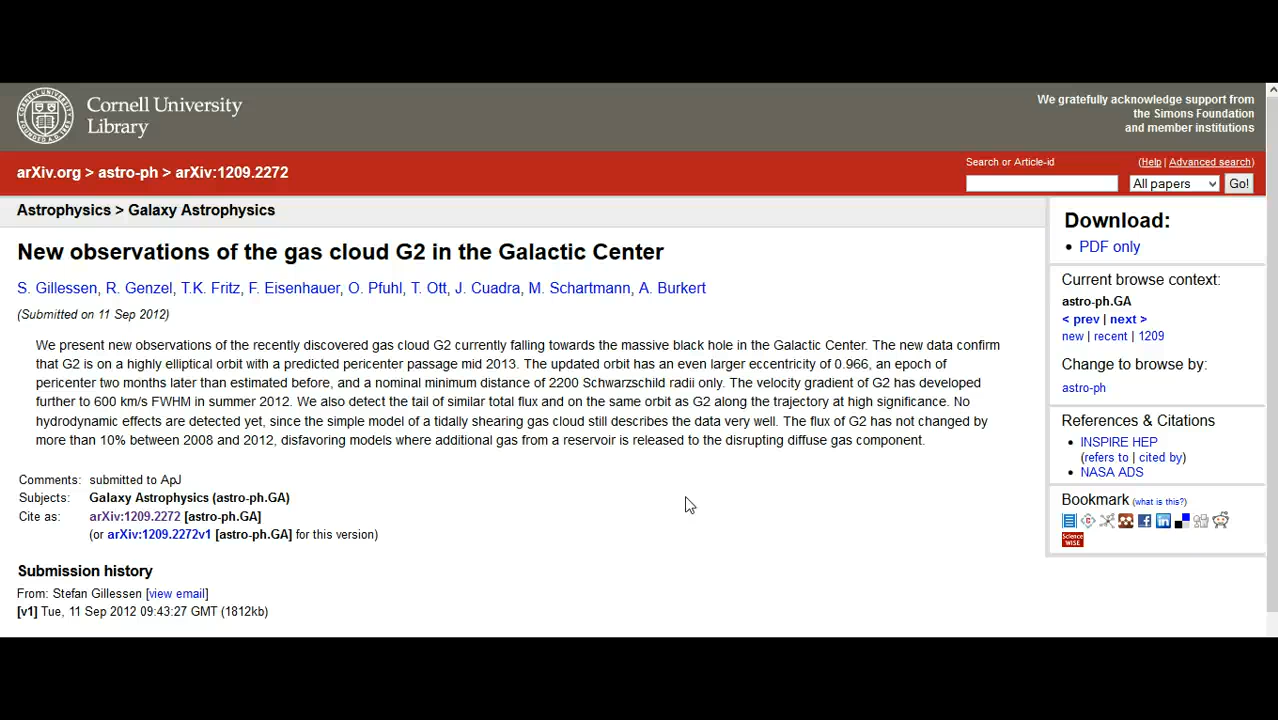 Cornell University
Library
We gratefully acknowledge support from
the Simons Foundation
and member institutions
arXiv.org > astro-ph > arXiv:1209.2272
Search or Article-id
(Help | Advanced search)
All papers
Go!
Astrophysics > Galaxy Astrophysics
New observations of the gas cloud G2 in the Galactic Center
S. Gillessen, R. Genzel, T.K. Fritz, F. Eisenhauer, O. Pfuhl, T. Ott, J. Cuadra, M. Schartmann, A. Burkert
(Submitted on 11 Sep 2012)
We present new observations of the recently discovered gas cloud G2 currently falling towards the massive black hole in the Galactic Center. The new data confirm
that G2 is on a highly elliptical orbit with a predicted pericenter passage mid 2013. The updated orbit has an even larger eccentricity of 0.966, an epoch of
pericenter two months later than estimated before, and a nominal minimum distance of 2200 Schwarzschild radii only. The velocity gradient of G2 has developed
further to 600 km/s FWHM in summer 2012. We also detect the tail of similar total flux and on the same orbit as G2 along the trajectory at high significance. No
hydrodynamic effects are detected yet, since the simple model of a tidally shearing gas cloud still describes the data very well. The flux of G2 has not changed by
more than 10% between 2008 and 2012, disfavoring models where additional gas from a reservoir is released to the disrupting diffuse gas component.
Comments: submitted to ApJ
Subjects: Galaxy Astrophysics (astro-ph.GA)
Cite as: arXiv:1209.2272 [astro-ph.GA]
(or arXiv:1209.2272v1 [astro-ph.GA] for this version)
Submission history
From: Stefan Gillessen [view email]
[v1] Tue, 11 Sep 2012 09:43:27 GMT (1812kb)
Download:
PDF only
Current browse context:
astro-ph.GA
< prev | next >
new | recent | 1209
Change to browse by:
astro-ph
References & Citations
INSPIRE HEP
(refers to | cited by)
NASA ADS
Bookmark (what is this?)
Science
WISE